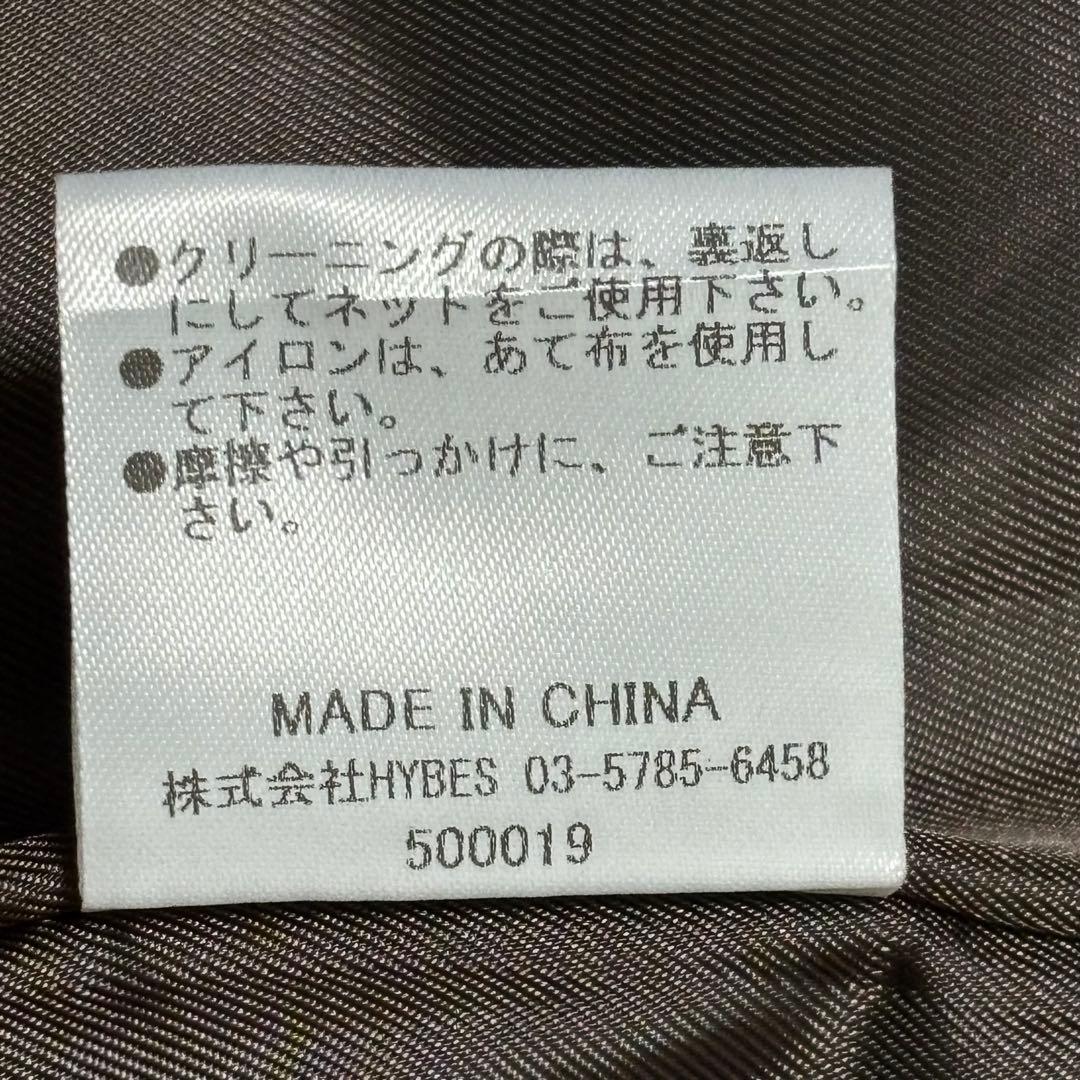 ●クリーニングの際は、裏返し
にしてネットをご使用下さい。
●アイロンは、あて布を使用し
て下さい。
●摩擦や引っかけに、ご注意下
さい。
MADE IN CHINA
株式会社HYBES 03-5785-6458
500019